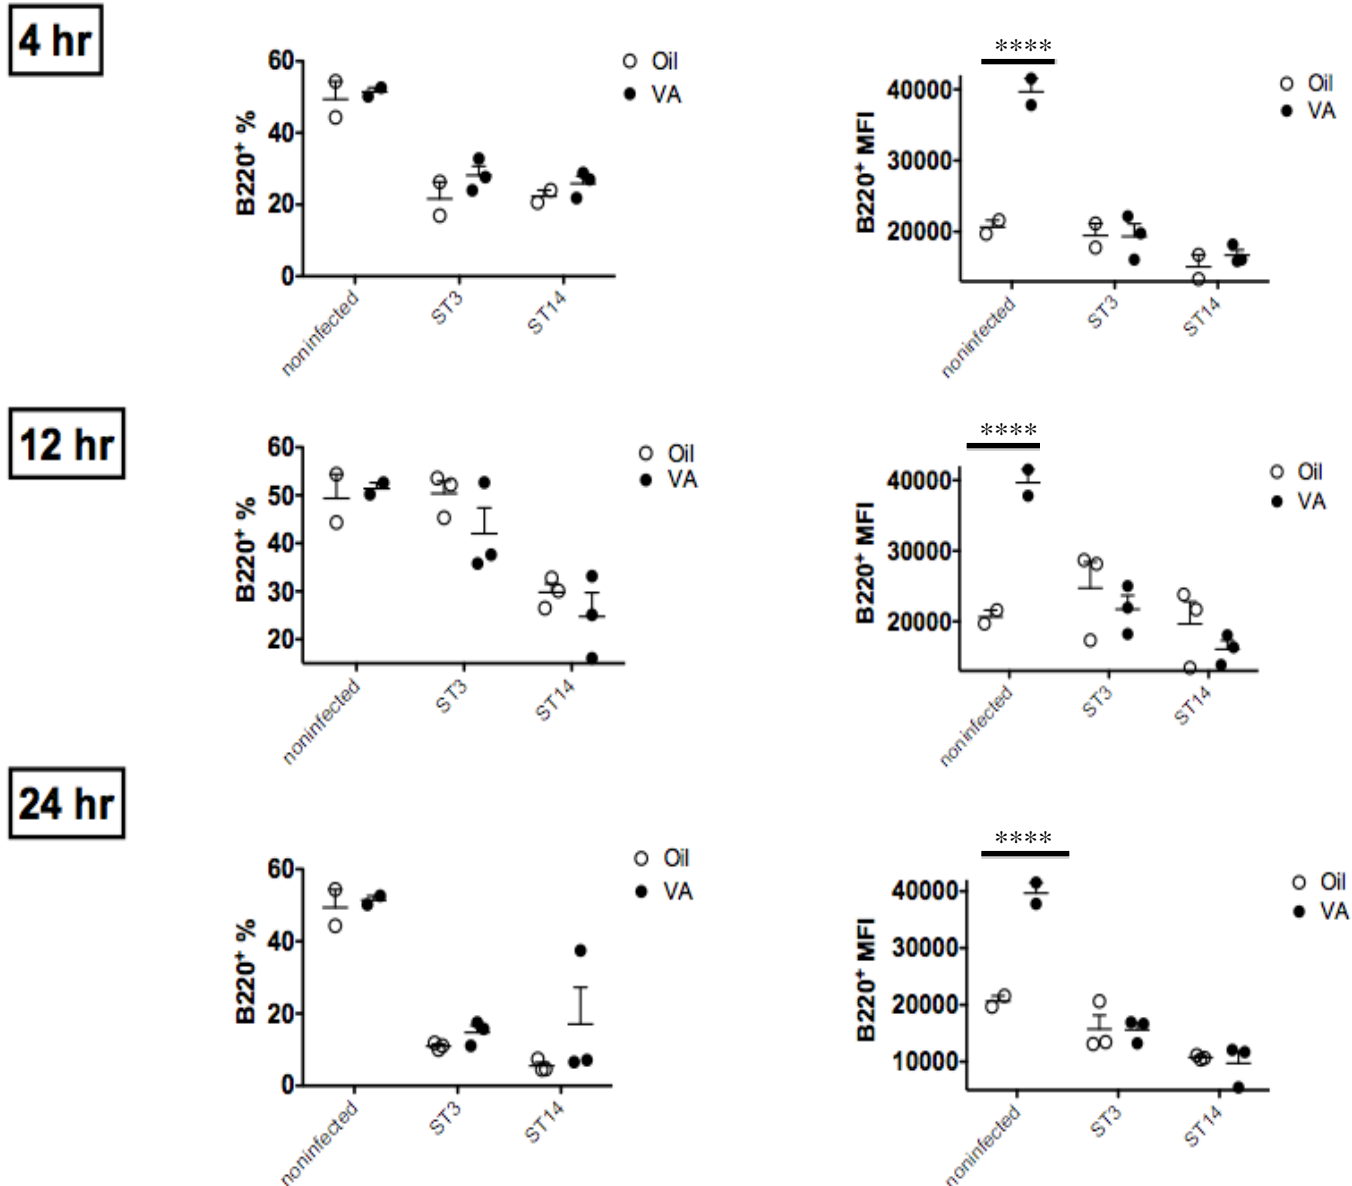 4 hr
60
40
20
0
B220+ %
Oil
VA
noninfected
ST3
ST14
****
40000
30000
20000
B220+ MFI
Oil
VA
noninfected
ST3
ST14
12 hr
60
50
40
30
20
B220+ %
Oil
VA
noninfected
ST3
ST14
****
40000
30000
20000
B220+ MFI
Oil
VA
noninfected
ST3
ST14
24 hr
60
40
20
0
B220+ %
Oil
VA
noninfected
ST3
ST14
****
40000
30000
20000
10000
B220+ MFI
Oil
VA
noninfected
ST3
ST14